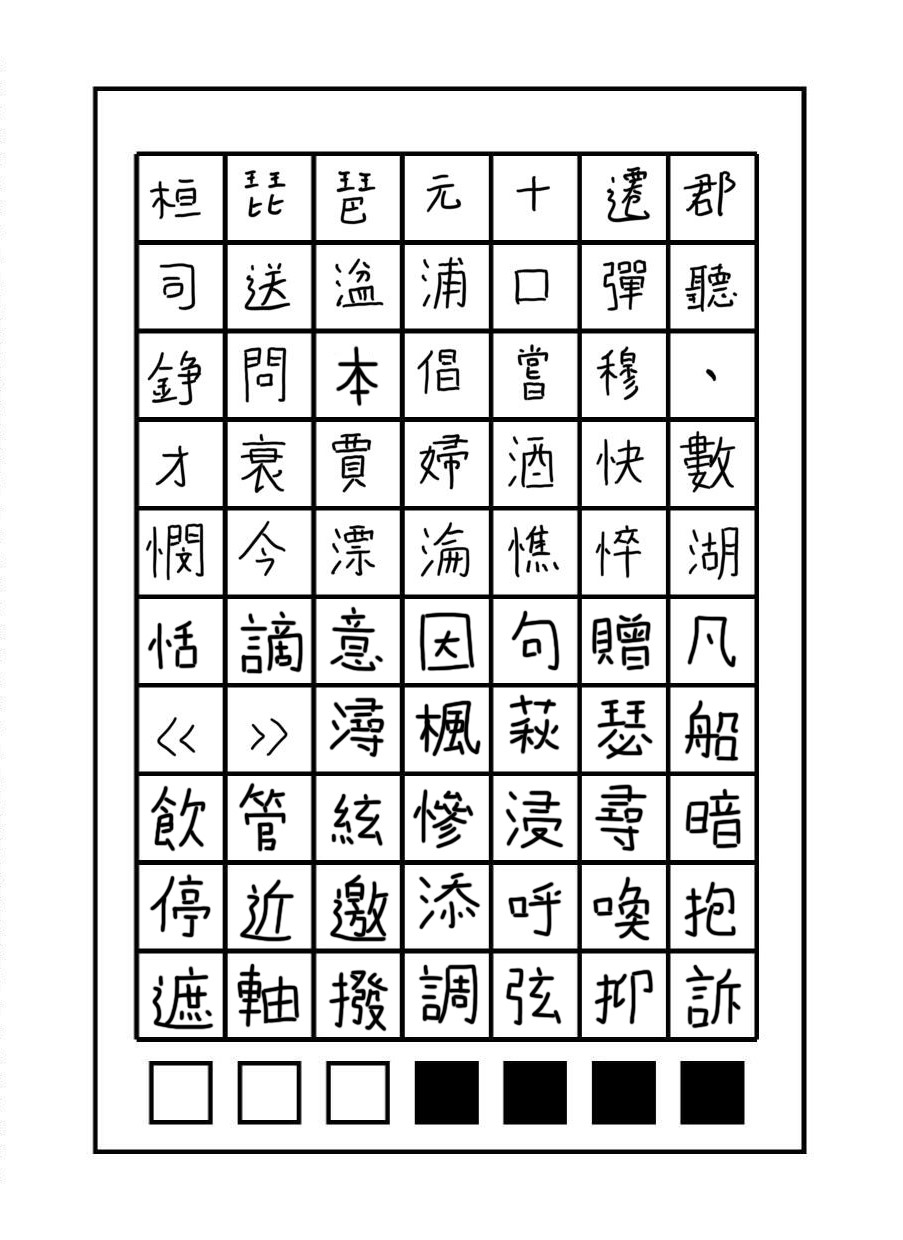 桓琵琶元十遷郡
司送湓浦口彈聽
錚問本倡嘗穆、
才衰賈婦酒快數
憫今漂淪憔悴湖
恬謫意因句贈凡
<<>>潯楓荻瑟船
飲管絃慘浸尋暗
停近邀添呼喚抱
遮軸撥調弦抑訴